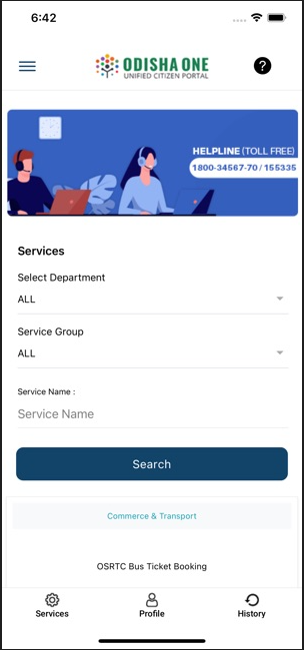 6:42
ODISHA ONE
UNIFIED CITIZEN PORTAL
?
HELPLINE (TOLL FREE)
1800-34567-70 / 155335
Services
Select Department
ALL
Service Group
ALL
Service Name :
Service Name
Search
Commerce & Transport
OSRTC Bus Ticket Booking
Services Profile History